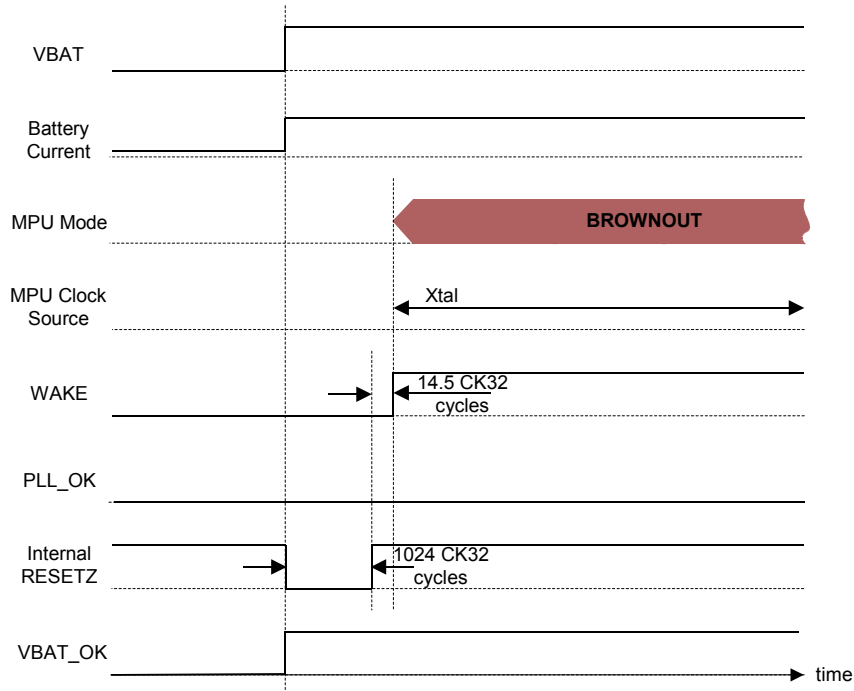 VBAT
Battery
Current
MPU Mode
BROWNOUT
MPU Clock
Source
Xtal
WAKE
14.5 CK32
cycles
PLL_OK
Internal
RESETZ
1024 CK32
cycles
VBAT_OK
time